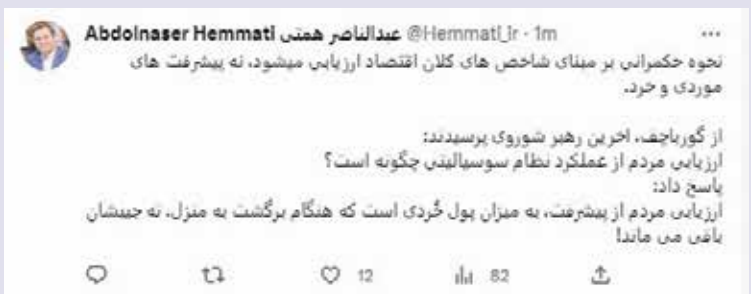 Abdolnaser Hemmati عبدالناصر همتی @Hemmati_ir · 1m
نحوه حکمرانی بر مبنای شاخص های کلان اقتصاد ارزیابی میشود، نه پیشرفت های
موردی و خرد.
از گورباچف، اخرین رهبر شوروی پرسیدند:
ارزیابی مردم از عملکرد نظام سوسیالیتی چگونه است؟
پاسخ داد:
ارزیابی مردم از پیشرفت، به میزان پول خُردی است که هنگام برگشت به منزل، ته جیبشان
باقی می ماند!
12 82